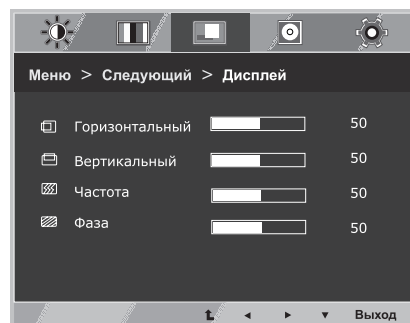 Меню > Следующий > Дисплей
Горизонтальный 50
Вертикальный 50
Частота 50
Фаза 50
Выход